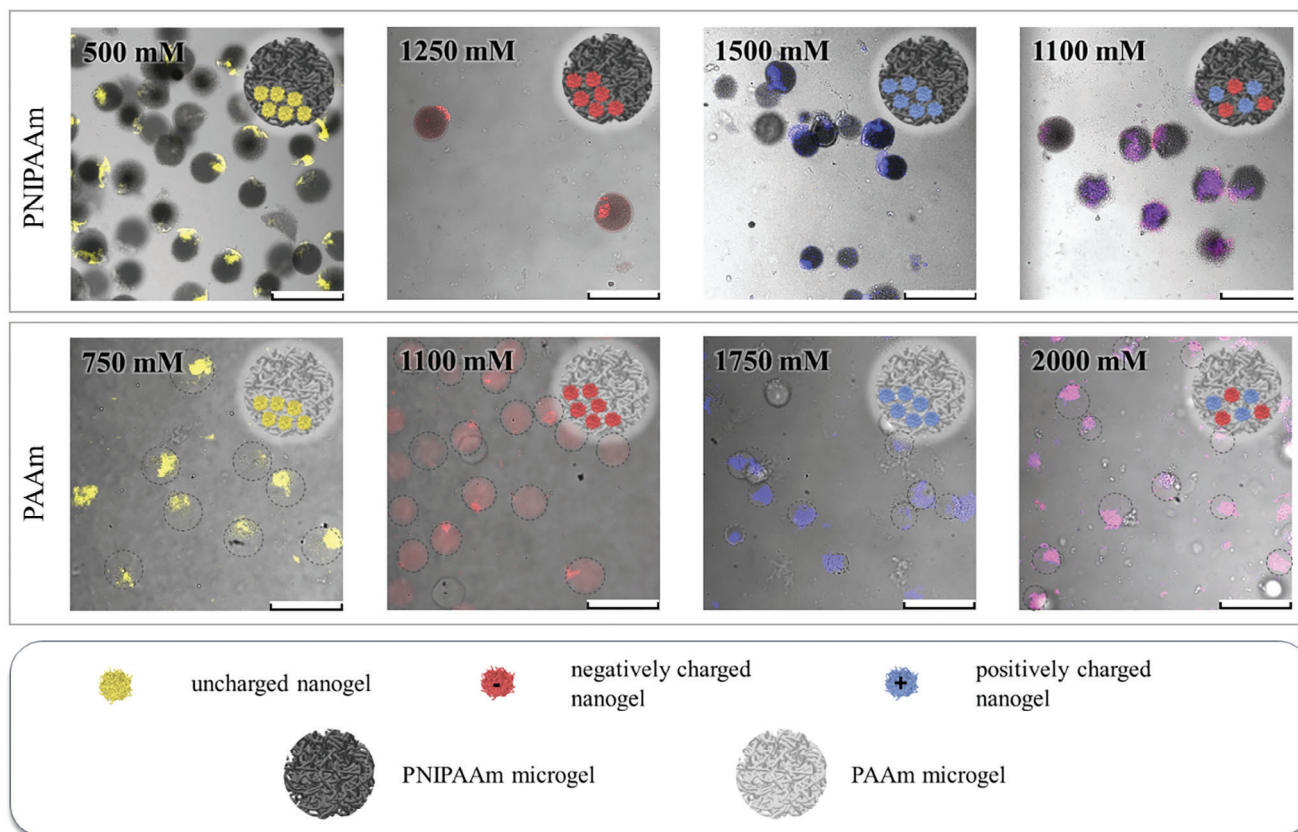 PNIPAAm
500 mM
1250 mM
1500 mM
1100 mM
PAAm
750 mM
1100 mM
1750 mM
2000 mM
uncharged nanogel
-
negatively charged
nanogel
+
positively charged
nanogel
PNIPAAm microgel
PAAm microgel